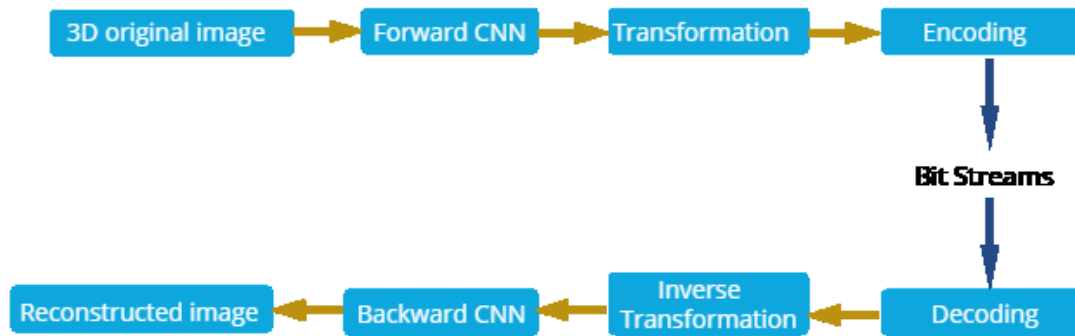 3D original image
Forward CNN
Transformation
Encoding
Bit Streams
Reconstructed image
Backward CNN
Inverse
Transformation
Decoding